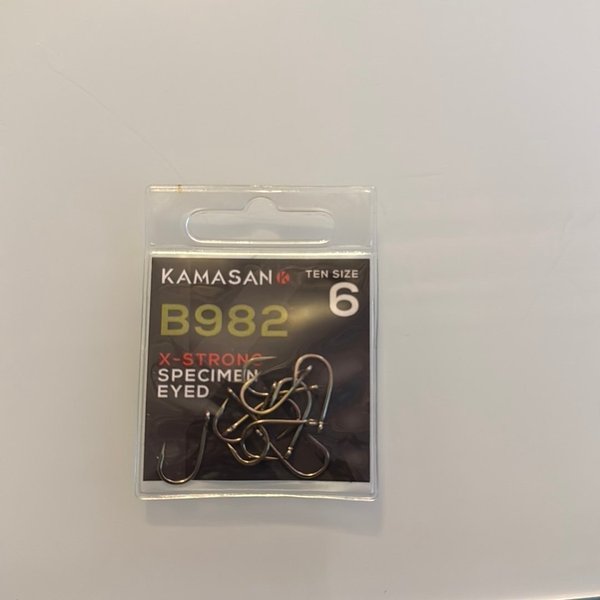 KAMASAN K
TEN SIZE
6
B982
X-STRONG
SPECIMEN
EYED